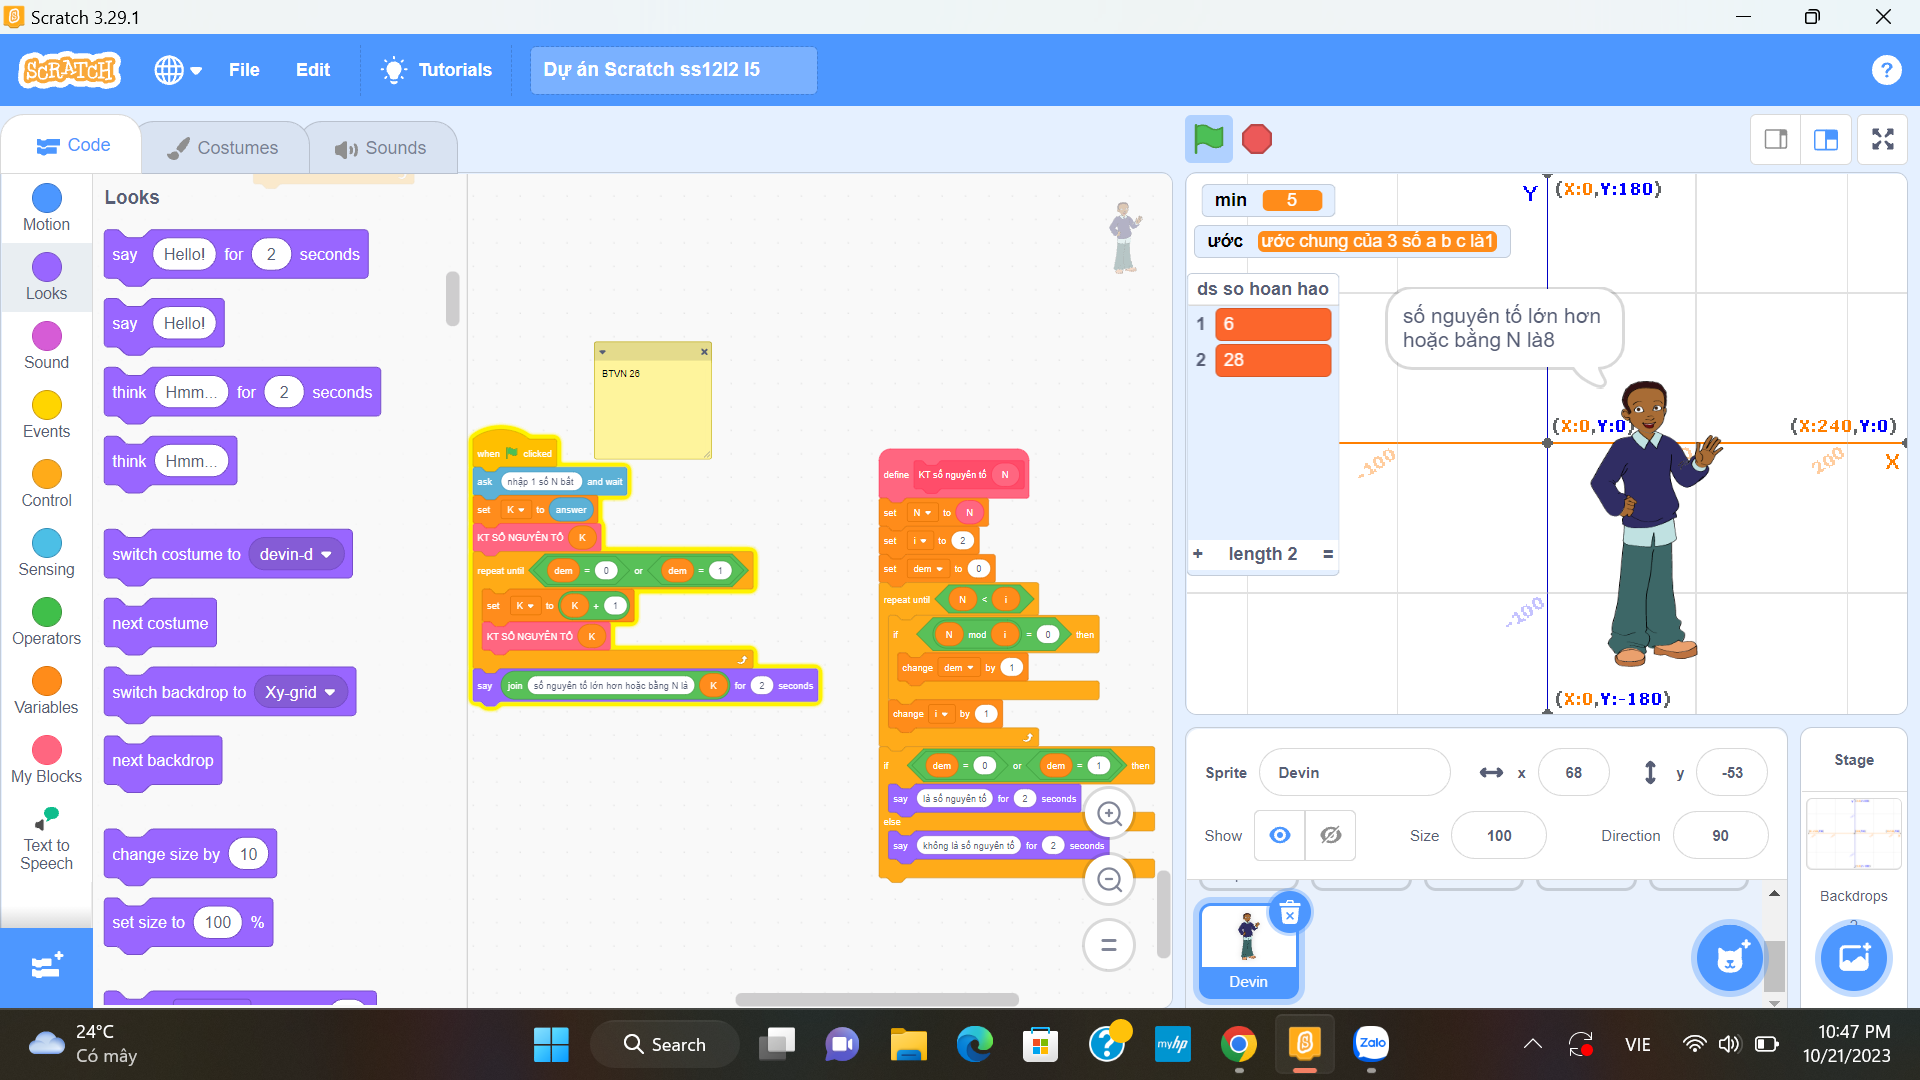 Scratch 3.29.1
SCRATCH
File
Edit
Tutorials
Dự án Scratch ss12l2 l5
?
Code
Costumes
Sounds
Motion
Looks
Sound
Events
Control
Sensing
Operators
Variables
My Blocks
Text to
Speech
Looks
say Hello! for 2 seconds
say Hello!
think Hmm... for 2 seconds
think Hmm...
switch costume to devin-d
next costume
switch backdrop to Xy-grid
next backdrop
change size by 10
set size to 100 %
BTVN 26
when clicked
ask nhập 1 số N bất and wait
set K to answer
KT SỐ NGUYÊN TỐ K
repeat until dem = 0 or dem = 1
set K to K + 1
KT SỐ NGUYÊN TỐ K
say join số nguyên tố lớn hơn hoặc bằng N là K for 2 seconds
define KT số nguyên tố N
set N to N
set i to 2
set dem to 0
repeat until N < i
if N mod i = 0 then
change dem by 1
change i by 1
if dem = 0 or dem = 1 then
say là số nguyên tố for 2 seconds
else
say không là số nguyên tố for 2 seconds
min 5
ước ước chung của 3 số a b c là1
ds so hoan hao
1 6
2 28
+ length 2 =
số nguyên tố lớn hơn
hoặc bằng N là8
Y
(X:0,Y:180)
(X:0,Y:0)
(X:240,Y:0)
X
-100
200
-100
(X:0,Y:-180)
Sprite Devin x 68 y -53
Show Size 100 Direction 90
Devin
Stage
Backdrops
24°C
Có mây
Search
myhp
Zalo
VIE
10:47 PM
10/21/2023